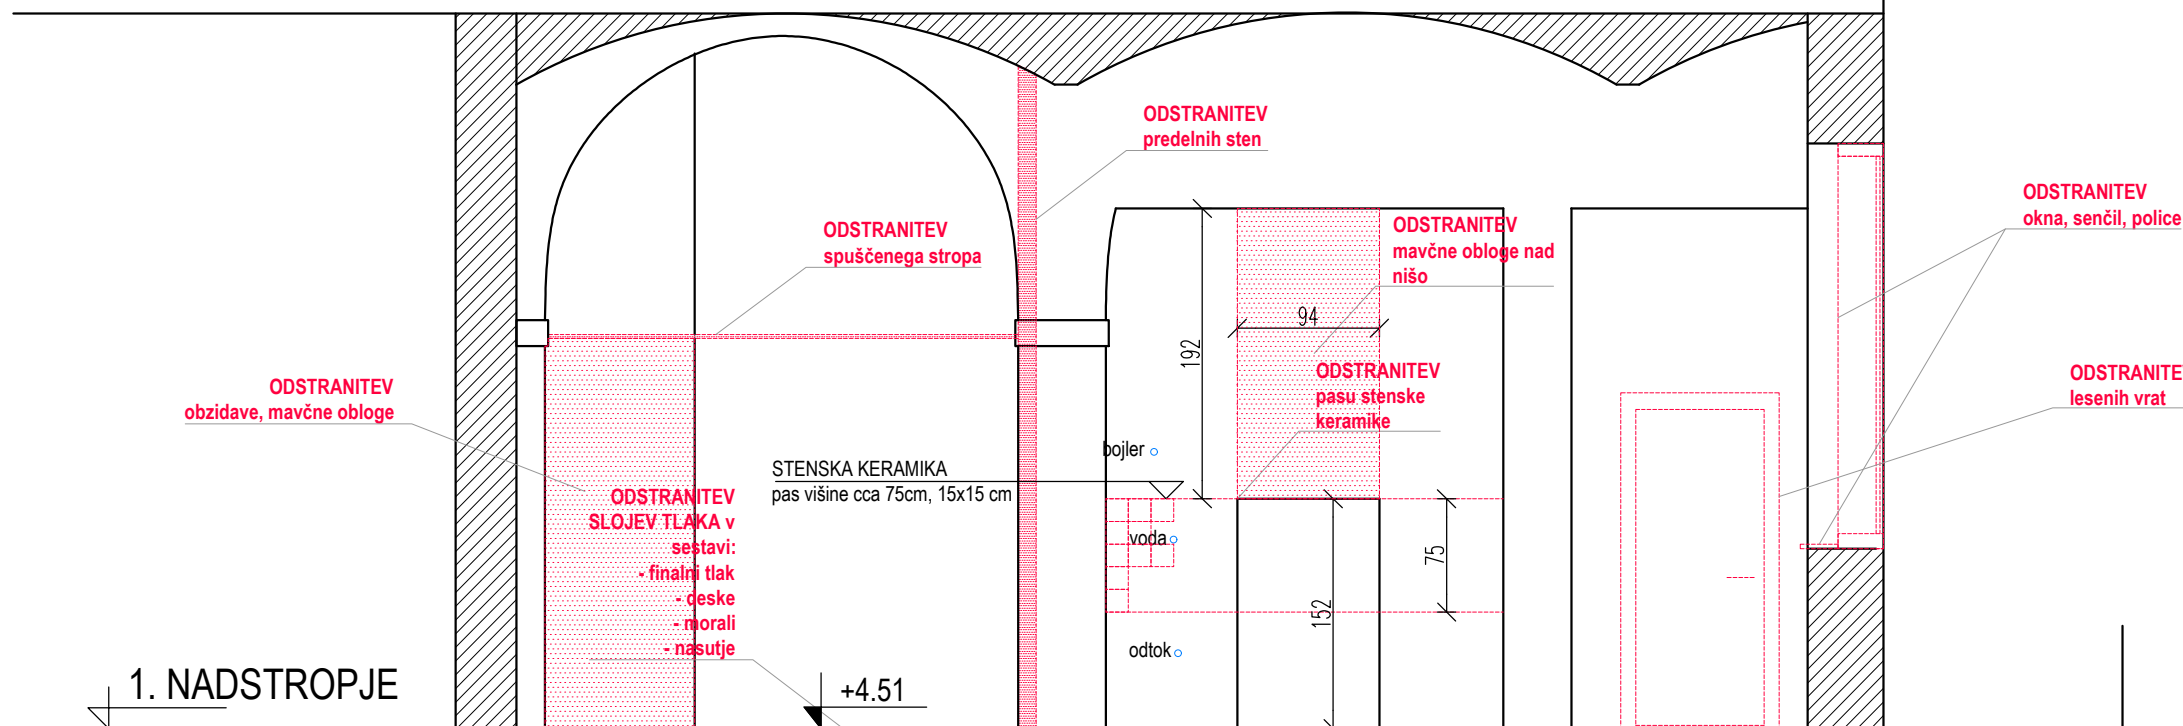 ODSTRANITEV
predelnih sten
ODSTRANITEV
okna, senčil, police
ODSTRANITEV
spuščenega stropa
ODSTRANITEV
mavčne obloge nad
nišo
94
192
ODSTRANITEV
pasu stenske
keramike
ODSTRANITE
lesenih vrat
ODSTRANITEV
obzidave, mavčne obloge
bojler
STENSKA KERAMIKA
pas višine cca 75cm, 15x15 cm
ODSTRANITEV
SLOJEV TLAKA v
sestavi:
- finalni tlak
- deske
- morali
- nasutje
voda
75
152
odtok
1. NADSTROPJE
+4.51